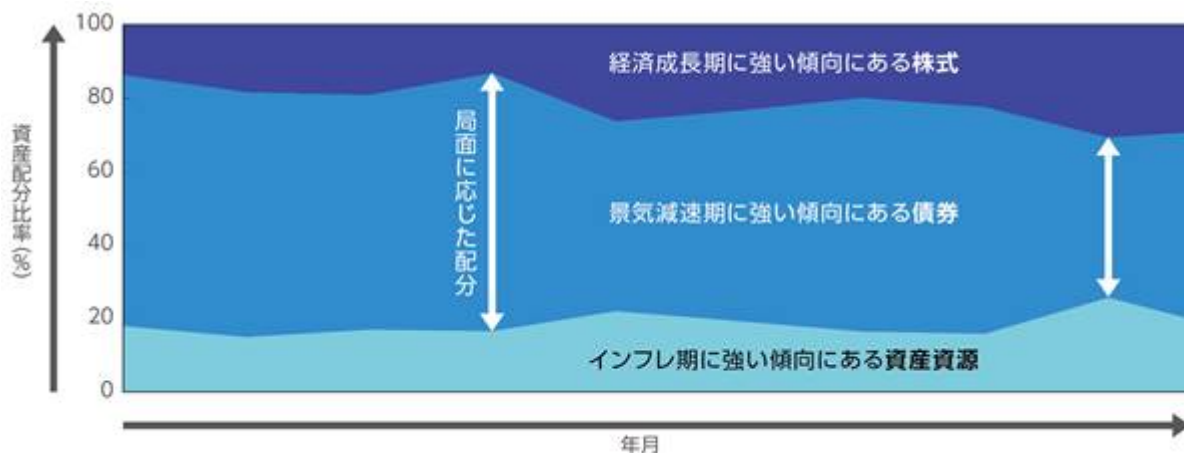 100
経済成長期に強い傾向にある株式
80
局面に応じた配分
資産配分比率(%)
60
景気減速期に強い傾向にある債券
40
20
インフレ期に強い傾向にある資産資源
0
年月